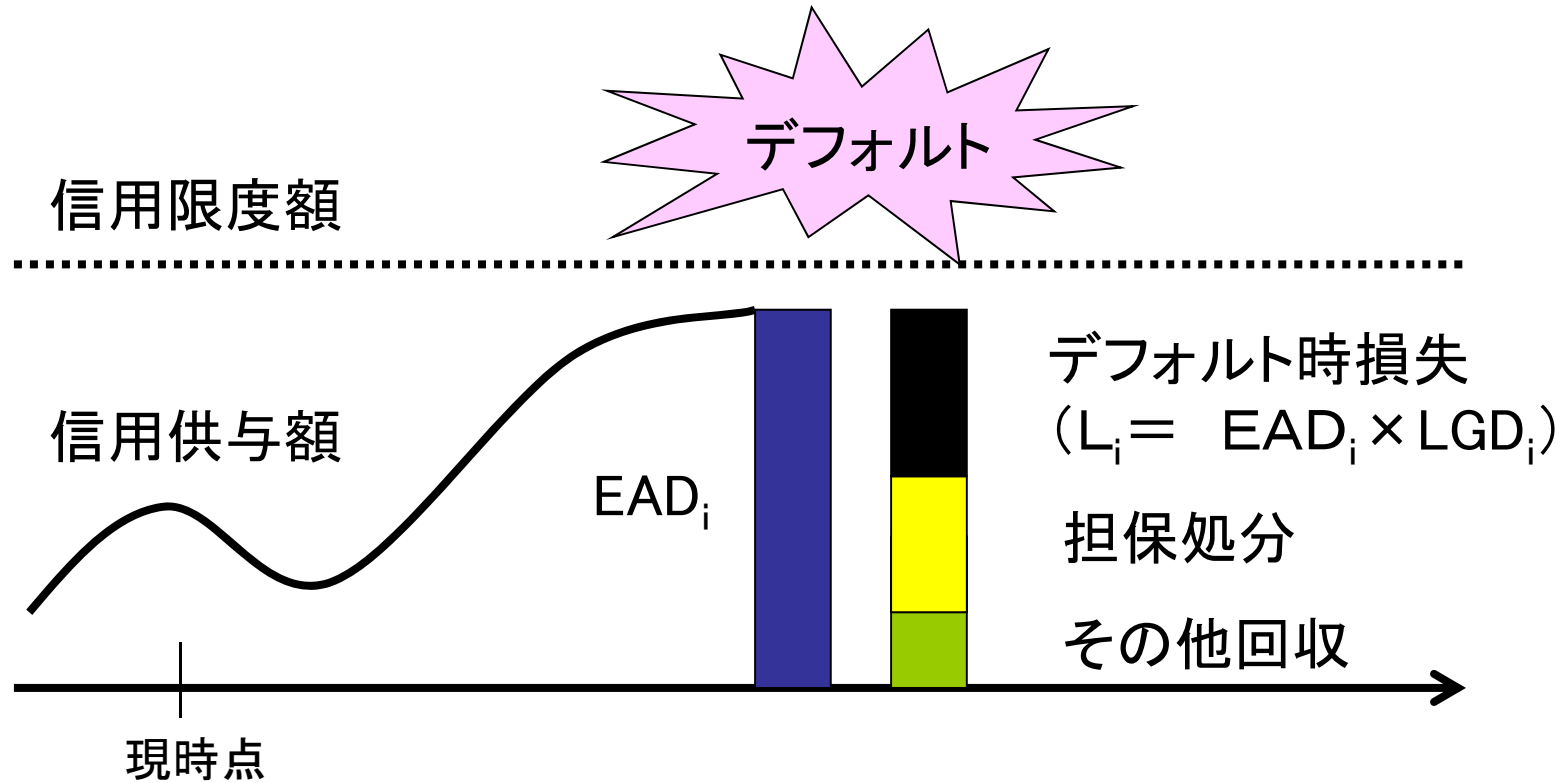 デフォルト
信用限度額
デフォルト時損失
（Li＝　EADi×LGDi）
信用供与額
EADi
担保処分
その他回収
現時点